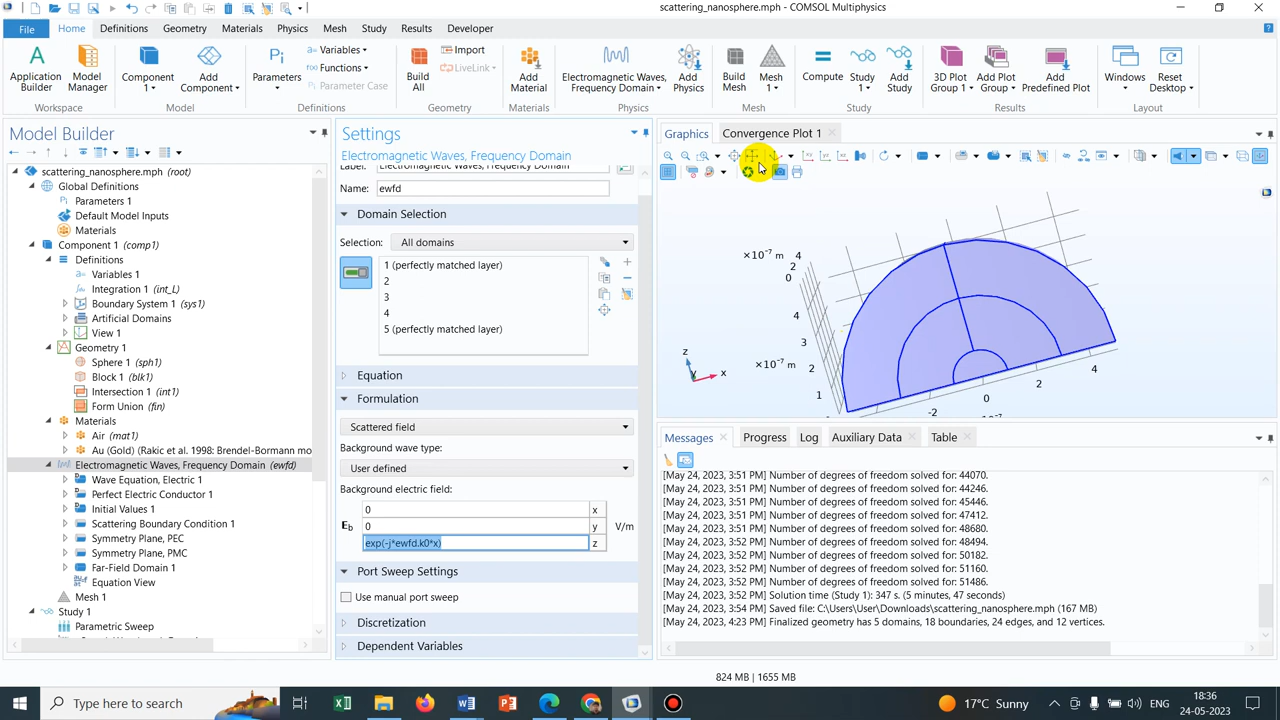 scattering_nanosphere.mph - COMSOL Multiphysics
File
Home
Definitions
Geometry
Materials
Physics
Mesh
Study
Results
Developer
Application Builder
Model Manager
Workspace
Component 1
Add Component
Model
Pi
Parameters
a= Variables
f(x) Functions
Pi Parameter Case
Definitions
Build All
Import
LiveLink
Geometry
Add Material
Materials
Electromagnetic Waves, Frequency Domain
Add Physics
Physics
Build Mesh
Mesh 1
Mesh
Compute
Study 1
Add Study
Study
3D Plot Group 1
Add Plot Group
Add Predefined Plot
Results
Windows
Reset Desktop
Layout
Model Builder
scattering_nanosphere.mph (root)
Global Definitions
Parameters 1
Default Model Inputs
Materials
Component 1 (comp1)
Definitions
Variables 1
Integration 1 (int_L)
Boundary System 1 (sys1)
Artificial Domains
View 1
Geometry 1
Sphere 1 (sph1)
Block 1 (blk1)
Intersection 1 (int1)
Form Union (fin)
Materials
Air (mat1)
Au (Gold) (Rakic et al. 1998: Brendel-Bormann mo
Electromagnetic Waves, Frequency Domain (ewfd)
Wave Equation, Electric 1
Perfect Electric Conductor 1
Initial Values 1
Scattering Boundary Condition 1
Symmetry Plane, PEC
Symmetry Plane, PMC
Far-Field Domain 1
Equation View
Mesh 1
Study 1
Parametric Sweep
Settings
Electromagnetic Waves, Frequency Domain
Label: Electromagnetic Waves, Frequency Domain
Name: ewfd
Domain Selection
Selection: All domains
1 (perfectly matched layer)
2
3
4
5 (perfectly matched layer)
Equation
Formulation
Scattered field
Background wave type:
User defined
Background electric field:
0 x
Eb 0 y V/m
exp(-j*ewfd.k0*x) z
Port Sweep Settings
Use manual port sweep
Discretization
Dependent Variables
Graphics
Convergence Plot 1
×10⁻⁷ m
4
2
0
4
3
×10⁻⁷ m
2
1
z
y
x
4
2
0
-2
Messages
Progress
Log
Auxiliary Data
Table
[May 24, 2023, 3:51 PM] Number of degrees of freedom solved for: 44070.
[May 24, 2023, 3:51 PM] Number of degrees of freedom solved for: 44246.
[May 24, 2023, 3:51 PM] Number of degrees of freedom solved for: 45446.
[May 24, 2023, 3:51 PM] Number of degrees of freedom solved for: 47412.
[May 24, 2023, 3:51 PM] Number of degrees of freedom solved for: 48680.
[May 24, 2023, 3:52 PM] Number of degrees of freedom solved for: 48494.
[May 24, 2023, 3:52 PM] Number of degrees of freedom solved for: 50182.
[May 24, 2023, 3:52 PM] Number of degrees of freedom solved for: 51160.
[May 24, 2023, 3:52 PM] Number of degrees of freedom solved for: 51486.
[May 24, 2023, 3:52 PM] Solution time (Study 1): 347 s. (5 minutes, 47 seconds)
[May 24, 2023, 3:54 PM] Saved file: C:\Users\User\Downloads\scattering_nanosphere.mph (167 MB)
[May 24, 2023, 4:23 PM] Finalized geometry has 5 domains, 18 boundaries, 24 edges, and 12 vertices.
824 MB | 1655 MB
Type here to search
17°C Sunny
ENG
18:36
24-05-2023